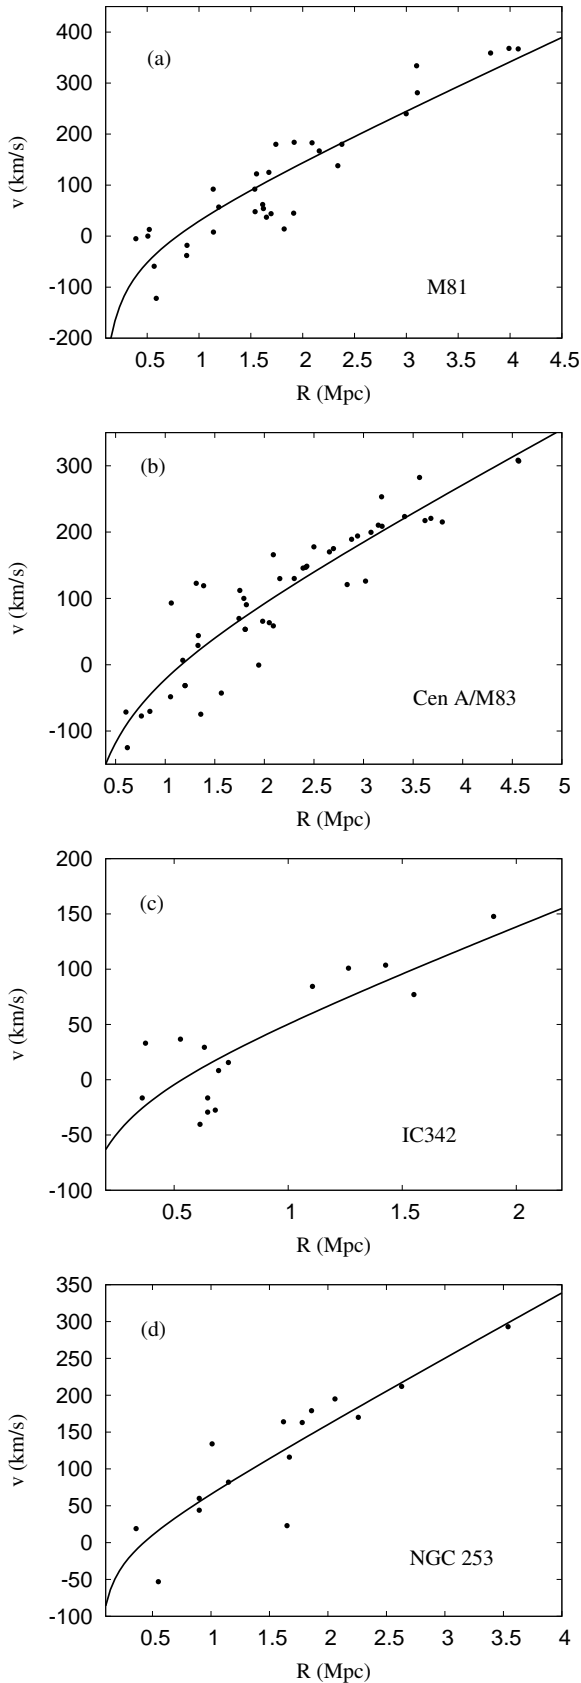 400
(a)
300
200
v (km/s)
100
0
-100
M81
-200
0.5 1 1.5 2 2.5 3 3.5 4 4.5
R (Mpc)
300
(b)
200
v (km/s)
100
0
Cen A/M83
-100
0.5 1 1.5 2 2.5 3 3.5 4 4.5 5
R (Mpc)
200
(c)
150
100
v (km/s)
50
0
-50
IC342
-100
0.5 1 1.5 2
R (Mpc)
350
(d)
300
250
200
v (km/s)
150
100
50
0
NGC 253
-50
-100
0.5 1 1.5 2 2.5 3 3.5 4
R (Mpc)